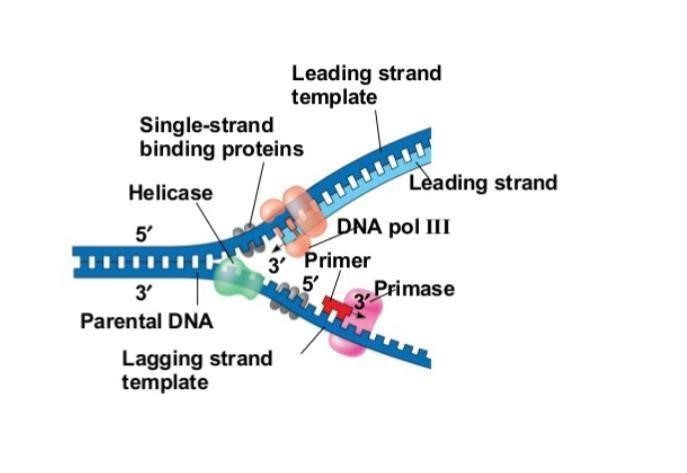 Leading strand
template
Single-strand
binding proteins
Leading strand
Helicase
DNA pol III
5′
3′
Primer
5′
Primase
3′
3′
Parental DNA
Lagging strand
template